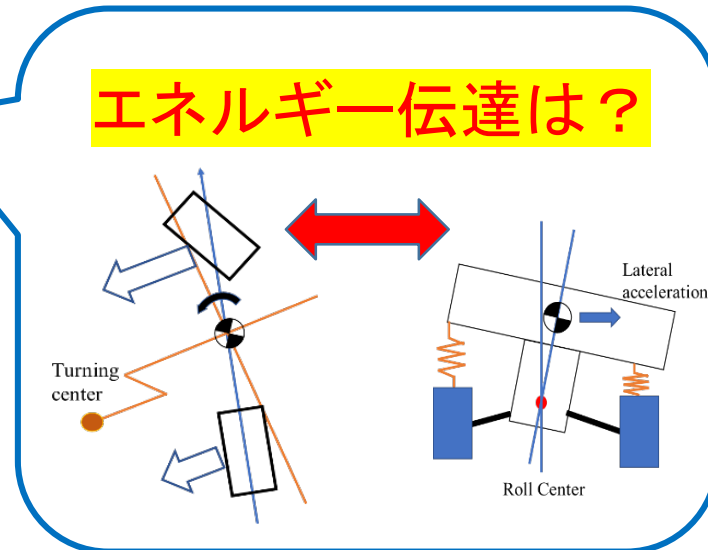 エネルギー伝達は？
Turning
center
Lateral
acceleration
Roll Center